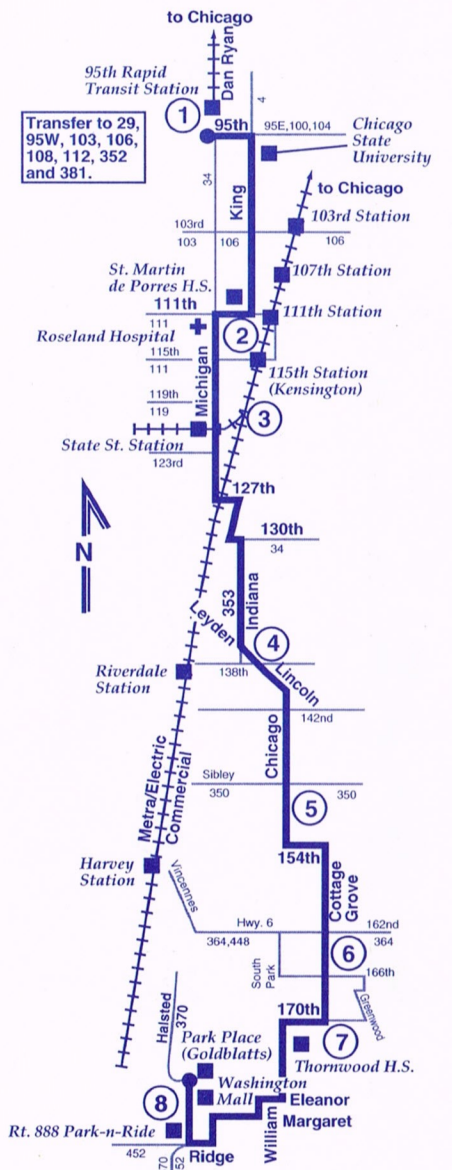 to Chicago
Dan Ryan
95th Rapid
Transit Station
1
Transfer to 29,
95W, 103, 106,
108, 112, 352
and 381.
95th
4
95E,100,104
Chicago
State
University
34
King
to Chicago
103rd
103
106
106
103rd Station
107th Station
St. Martin
de Porres H.S.
111th
111
111th Station
Roseland Hospital
2
115th
111
115th Station
(Kensington)
Michigan
119th
119
3
State St. Station
123rd
127th
N
130th
34
353
Indiana
Leyden
4
138th
Lincoln
Riverdale
Station
142nd
Chicago
Metra/Electric
Commercial
Sibley
350
350
5
154th
Harvey
Station
Vincennes
Cottage
Grove
Hwy. 6
364,448
162nd
364
6
South
Park
166th
Greenwood
170th
7
Thornwood H.S.
Halsted
370
Park Place
(Goldblatts)
Washington
Mall
8
Eleanor
Margaret
William
Rt. 888 Park-n-Ride
452
Ridge
70
52